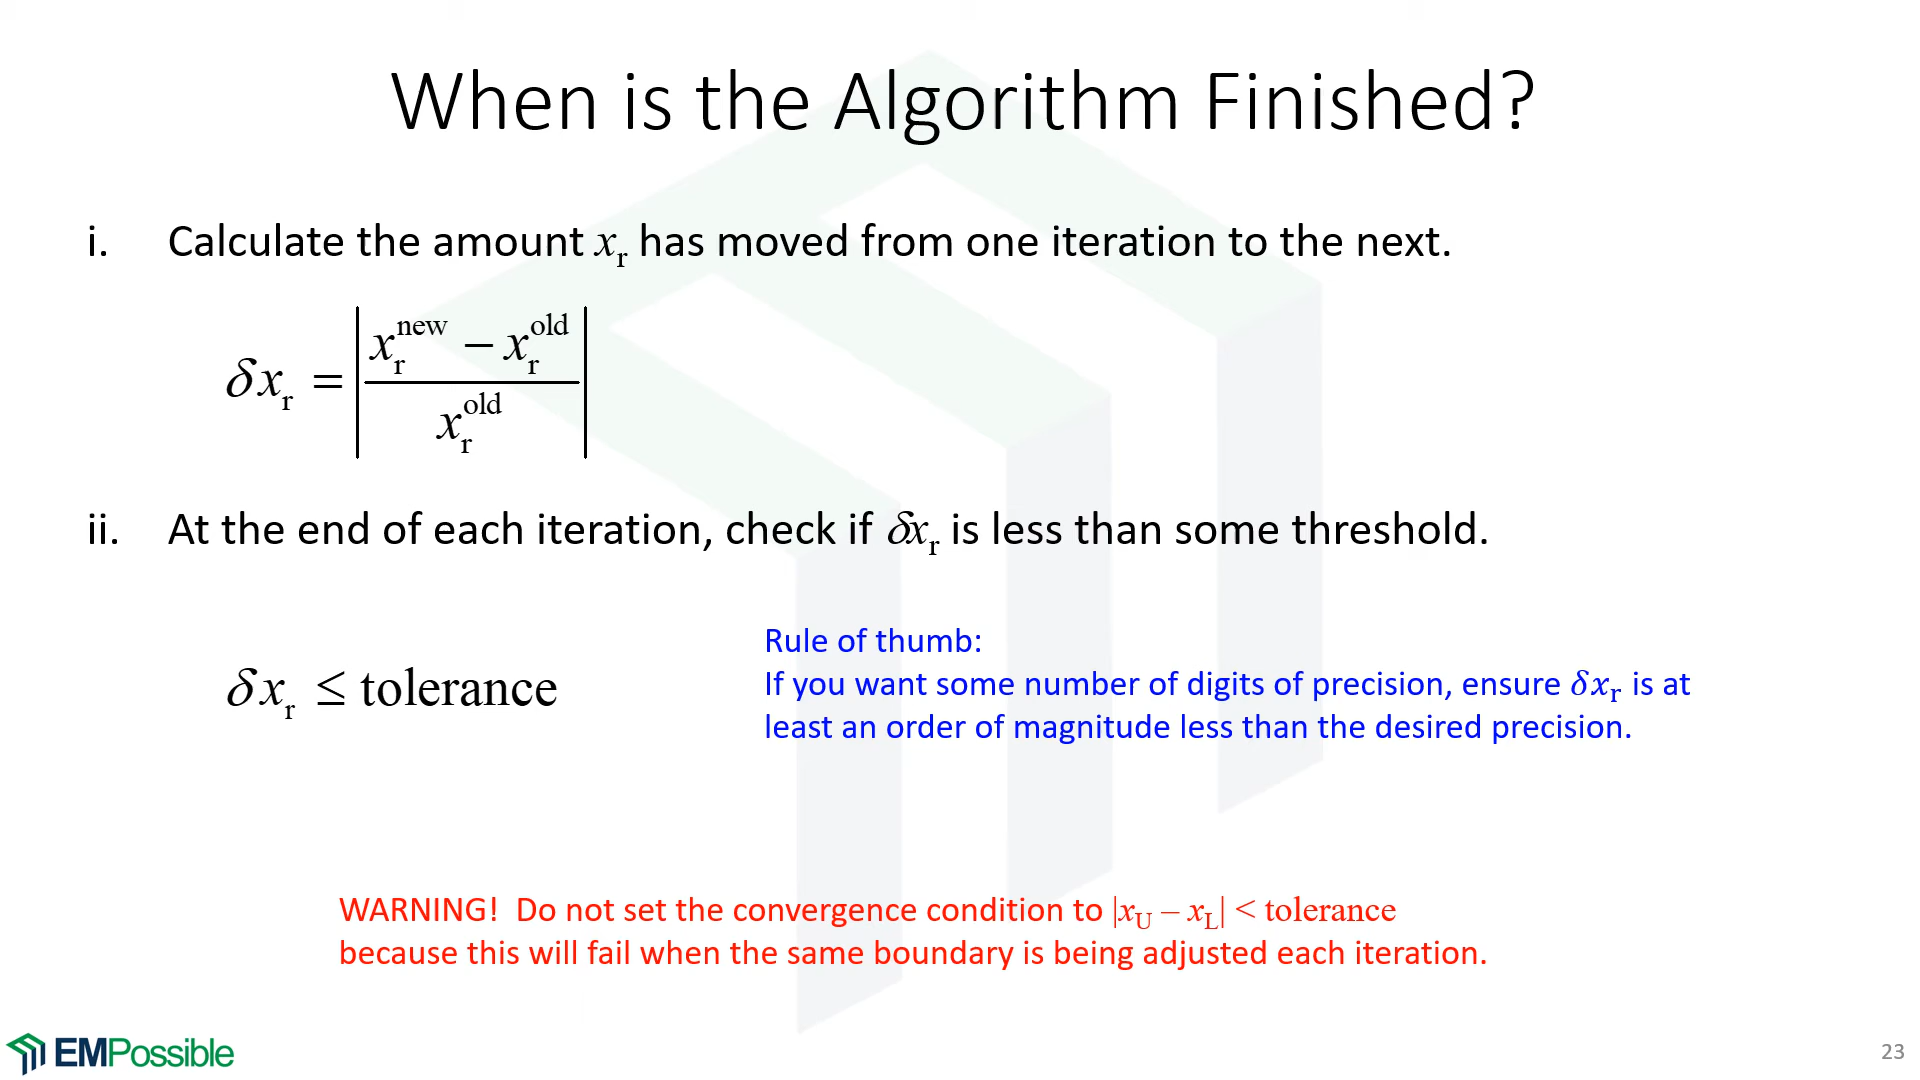 When is the Algorithm Finished?
i. Calculate the amount xr has moved from one iteration to the next.
δxr = |(xr^new − xr^old) / xr^old|
ii. At the end of each iteration, check if δxr is less than some threshold.
δxr ≤ tolerance
Rule of thumb:
If you want some number of digits of precision, ensure δxr is at
least an order of magnitude less than the desired precision.
WARNING! Do not set the convergence condition to |xU – xL| < tolerance
because this will fail when the same boundary is being adjusted each iteration.
EMPossible
23